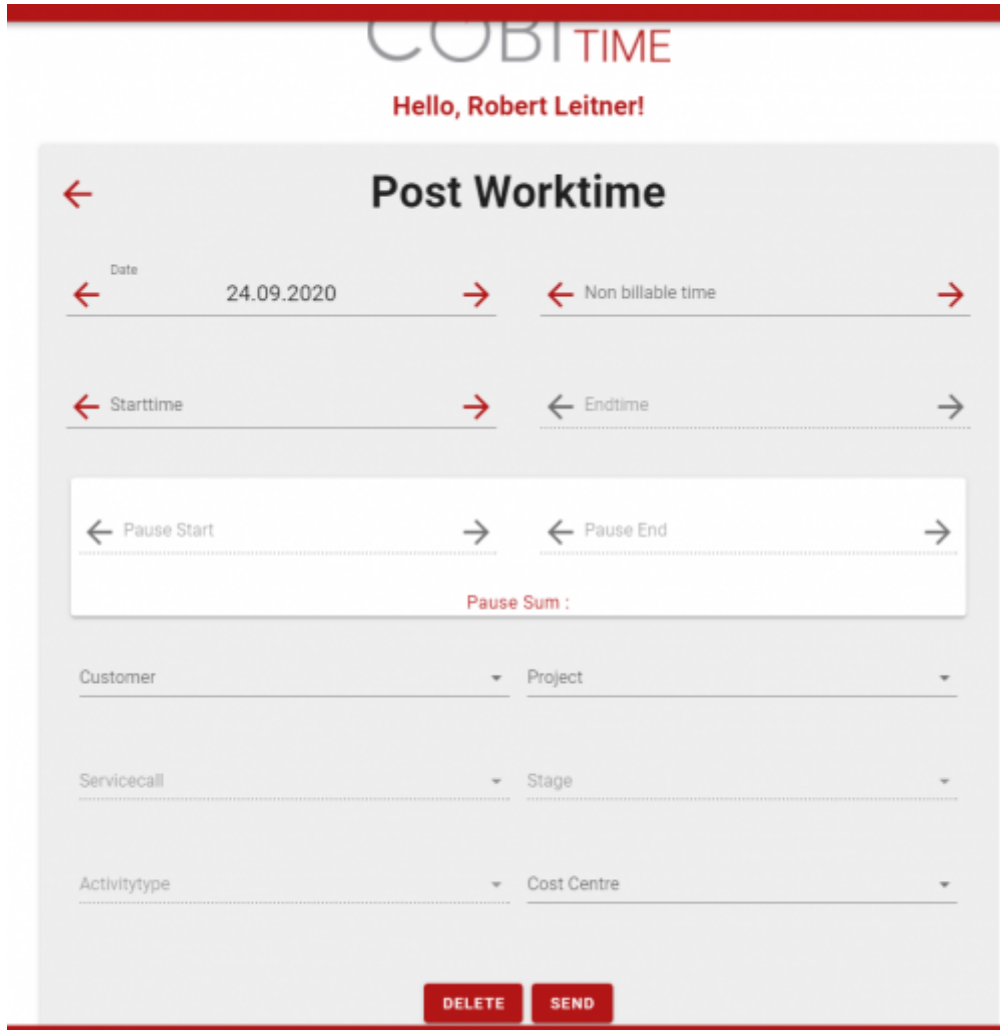 COBI TIME
Hello, Robert Leitner!
Post Worktime
Date
24.09.2020
Non billable time
Starttime
Endtime
Pause Start
Pause End
Pause Sum :
Customer
Project
Servicecall
Stage
Activitytype
Cost Centre
DELETE
SEND